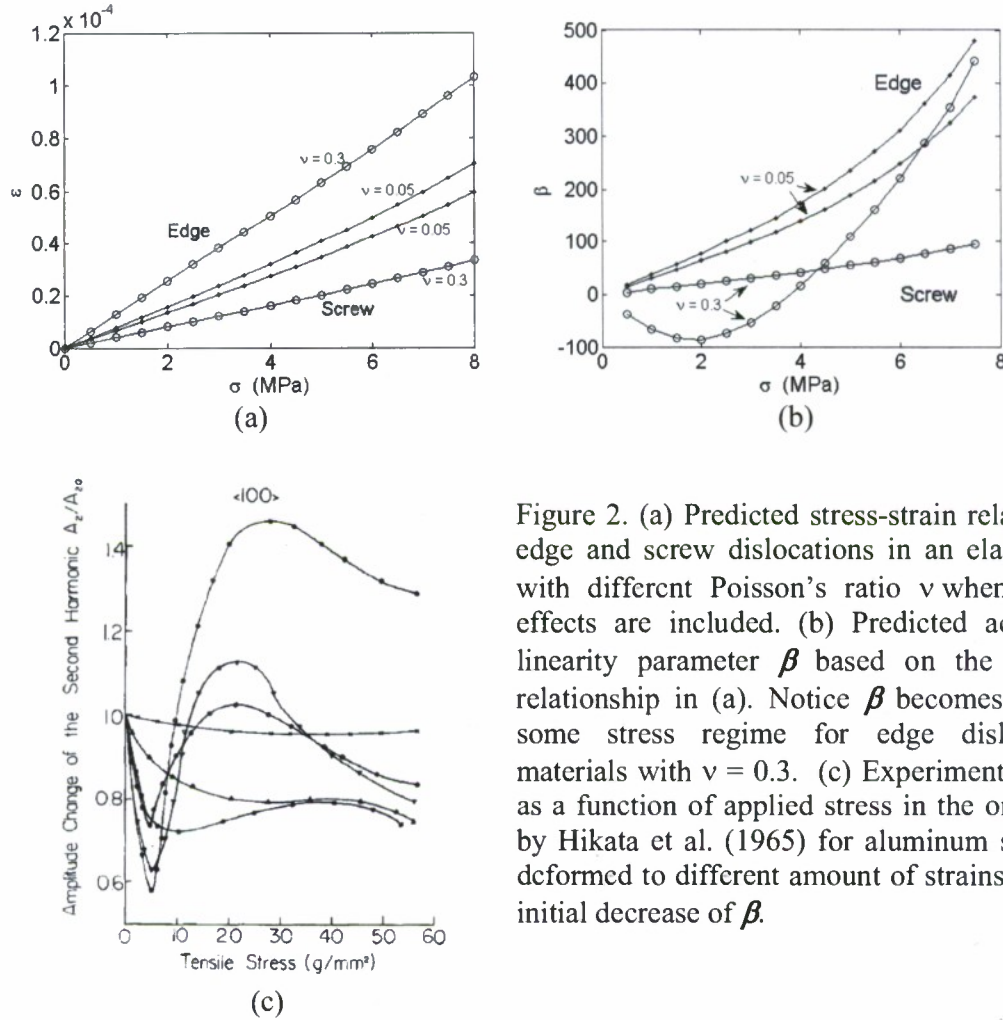 x 10⁻⁴
1.2
1
0.8
0.6
0.4
0.2
0
ε
ν = 0.3
ν = 0.05
Edge
ν = 0.05
ν = 0.3
Screw
0 2 4 6 8
σ (MPa)
(a)
500
400
300
200
100
0
-100
β
Edge
ν = 0.05
ν = 0.3
Screw
0 2 4 6 8
σ (MPa)
(b)
<100>
Amplitude Change of the Second Harmonic A₂/A₂₀
1.4
1.2
1.0
0.8
0.6
0 10 20 30 40 50 60
Tensile Stress (g/mm²)
(c)
Figure 2. (a) Predicted stress-strain rela
edge and screw dislocations in an ela
with different Poisson's ratio ν when
effects are included. (b) Predicted a
linearity parameter β based on the
relationship in (a). Notice β becomes
some stress regime for edge disl
materials with ν = 0.3. (c) Experiment
as a function of applied stress in the o
by Hikata et al. (1965) for aluminum s
deformed to different amount of strains
initial decrease of β.